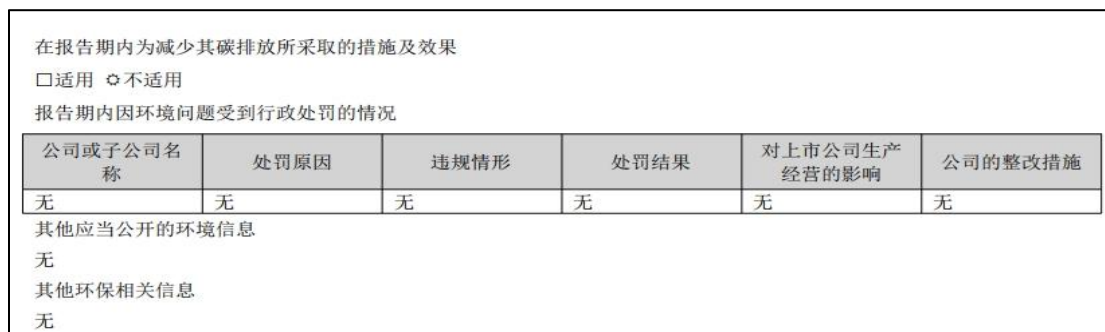 在报告期内为减少其碳排放所采取的措施及效果
□适用 ✿不适用
报告期内因环境问题受到行政处罚的情况
公司或子公司名称 处罚原因 违规情形 处罚结果 对上市公司生产经营的影响 公司的整改措施
无 无 无 无 无 无
其他应当公开的环境信息
无
其他环保相关信息
无